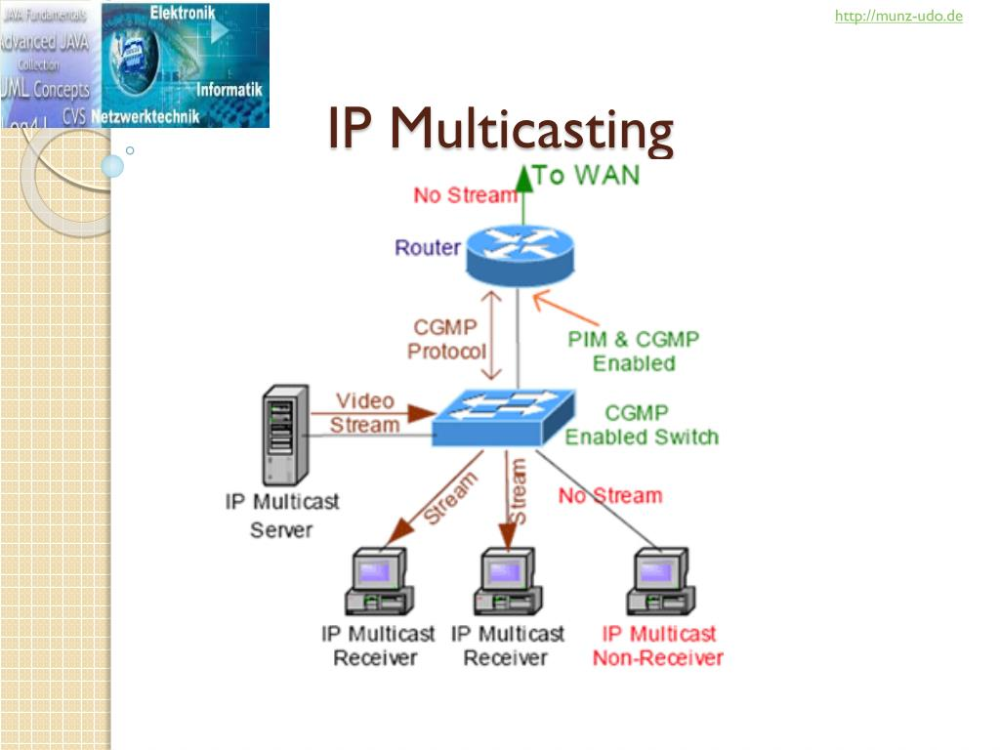 http://munz-udo.de
JAVA Fundamentals
Advanced JAVA
Collection
UML Concepts
CVS
Elektronik
Informatik
Netzwerktechnik
IP Multicasting
To WAN
No Stream
Router
CGMP
Protocol
PIM & CGMP
Enabled
Video
Stream
CGMP
Enabled Switch
IP Multicast
Server
Stream
Stream
No Stream
IP Multicast
Receiver
IP Multicast
Receiver
IP Multicast
Non-Receiver